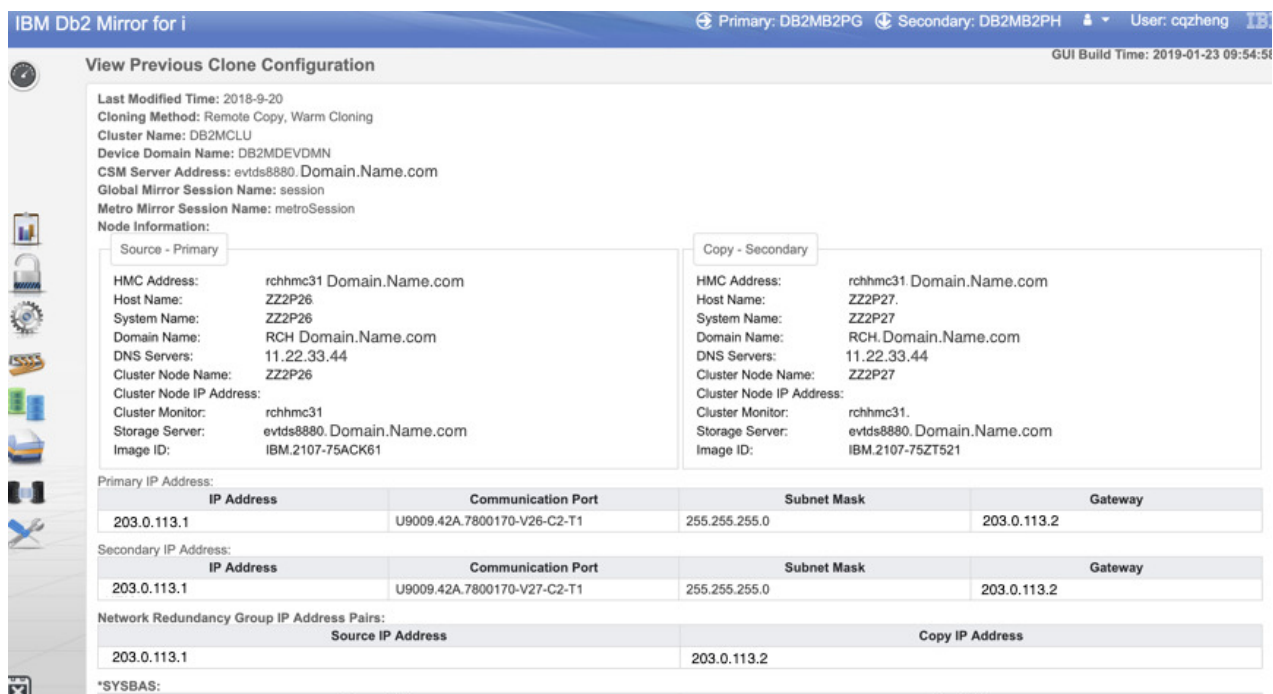 IBM Db2 Mirror for i
Primary: DB2MB2PG Secondary: DB2MB2PH User: cqzheng
GUI Build Time: 2019-01-23 09:54:58
View Previous Clone Configuration
Last Modified Time: 2018-9-20
Cloning Method: Remote Copy, Warm Cloning
Cluster Name: DB2MCLU
Device Domain Name: DB2MDEVDMN
CSM Server Address: evtds8880. Domain.Name.com
Global Mirror Session Name: session
Metro Mirror Session Name: metroSession
Node Information:
Source - Primary
HMC Address: rchhmc31 Domain.Name.com
Host Name: ZZ2P26
System Name: ZZ2P26
Domain Name: RCH Domain.Name.com
DNS Servers: 11.22.33.44
Cluster Node Name: ZZ2P26
Cluster Node IP Address:
Cluster Monitor: rchhmc31
Storage Server: evtds8880. Domain.Name.com
Image ID: IBM.2107-75ACK61
Copy - Secondary
HMC Address: rchhmc31. Domain.Name.com
Host Name: ZZ2P27.
System Name: ZZ2P27
Domain Name: RCH. Domain.Name.com
DNS Servers: 11.22.33.44
Cluster Node Name: ZZ2P27
Cluster Node IP Address:
Cluster Monitor: rchhmc31.
Storage Server: evtds8880. Domain.Name.com
Image ID: IBM.2107-75ZT521
Primary IP Address:
IP Address Communication Port Subnet Mask Gateway
203.0.113.1 U9009.42A.7800170-V26-C2-T1 255.255.255.0 203.0.113.2
Secondary IP Address:
IP Address Communication Port Subnet Mask Gateway
203.0.113.1 U9009.42A.7800170-V27-C2-T1 255.255.255.0 203.0.113.2
Network Redundancy Group IP Address Pairs:
Source IP Address Copy IP Address
203.0.113.1 203.0.113.2
*SYSBAS: